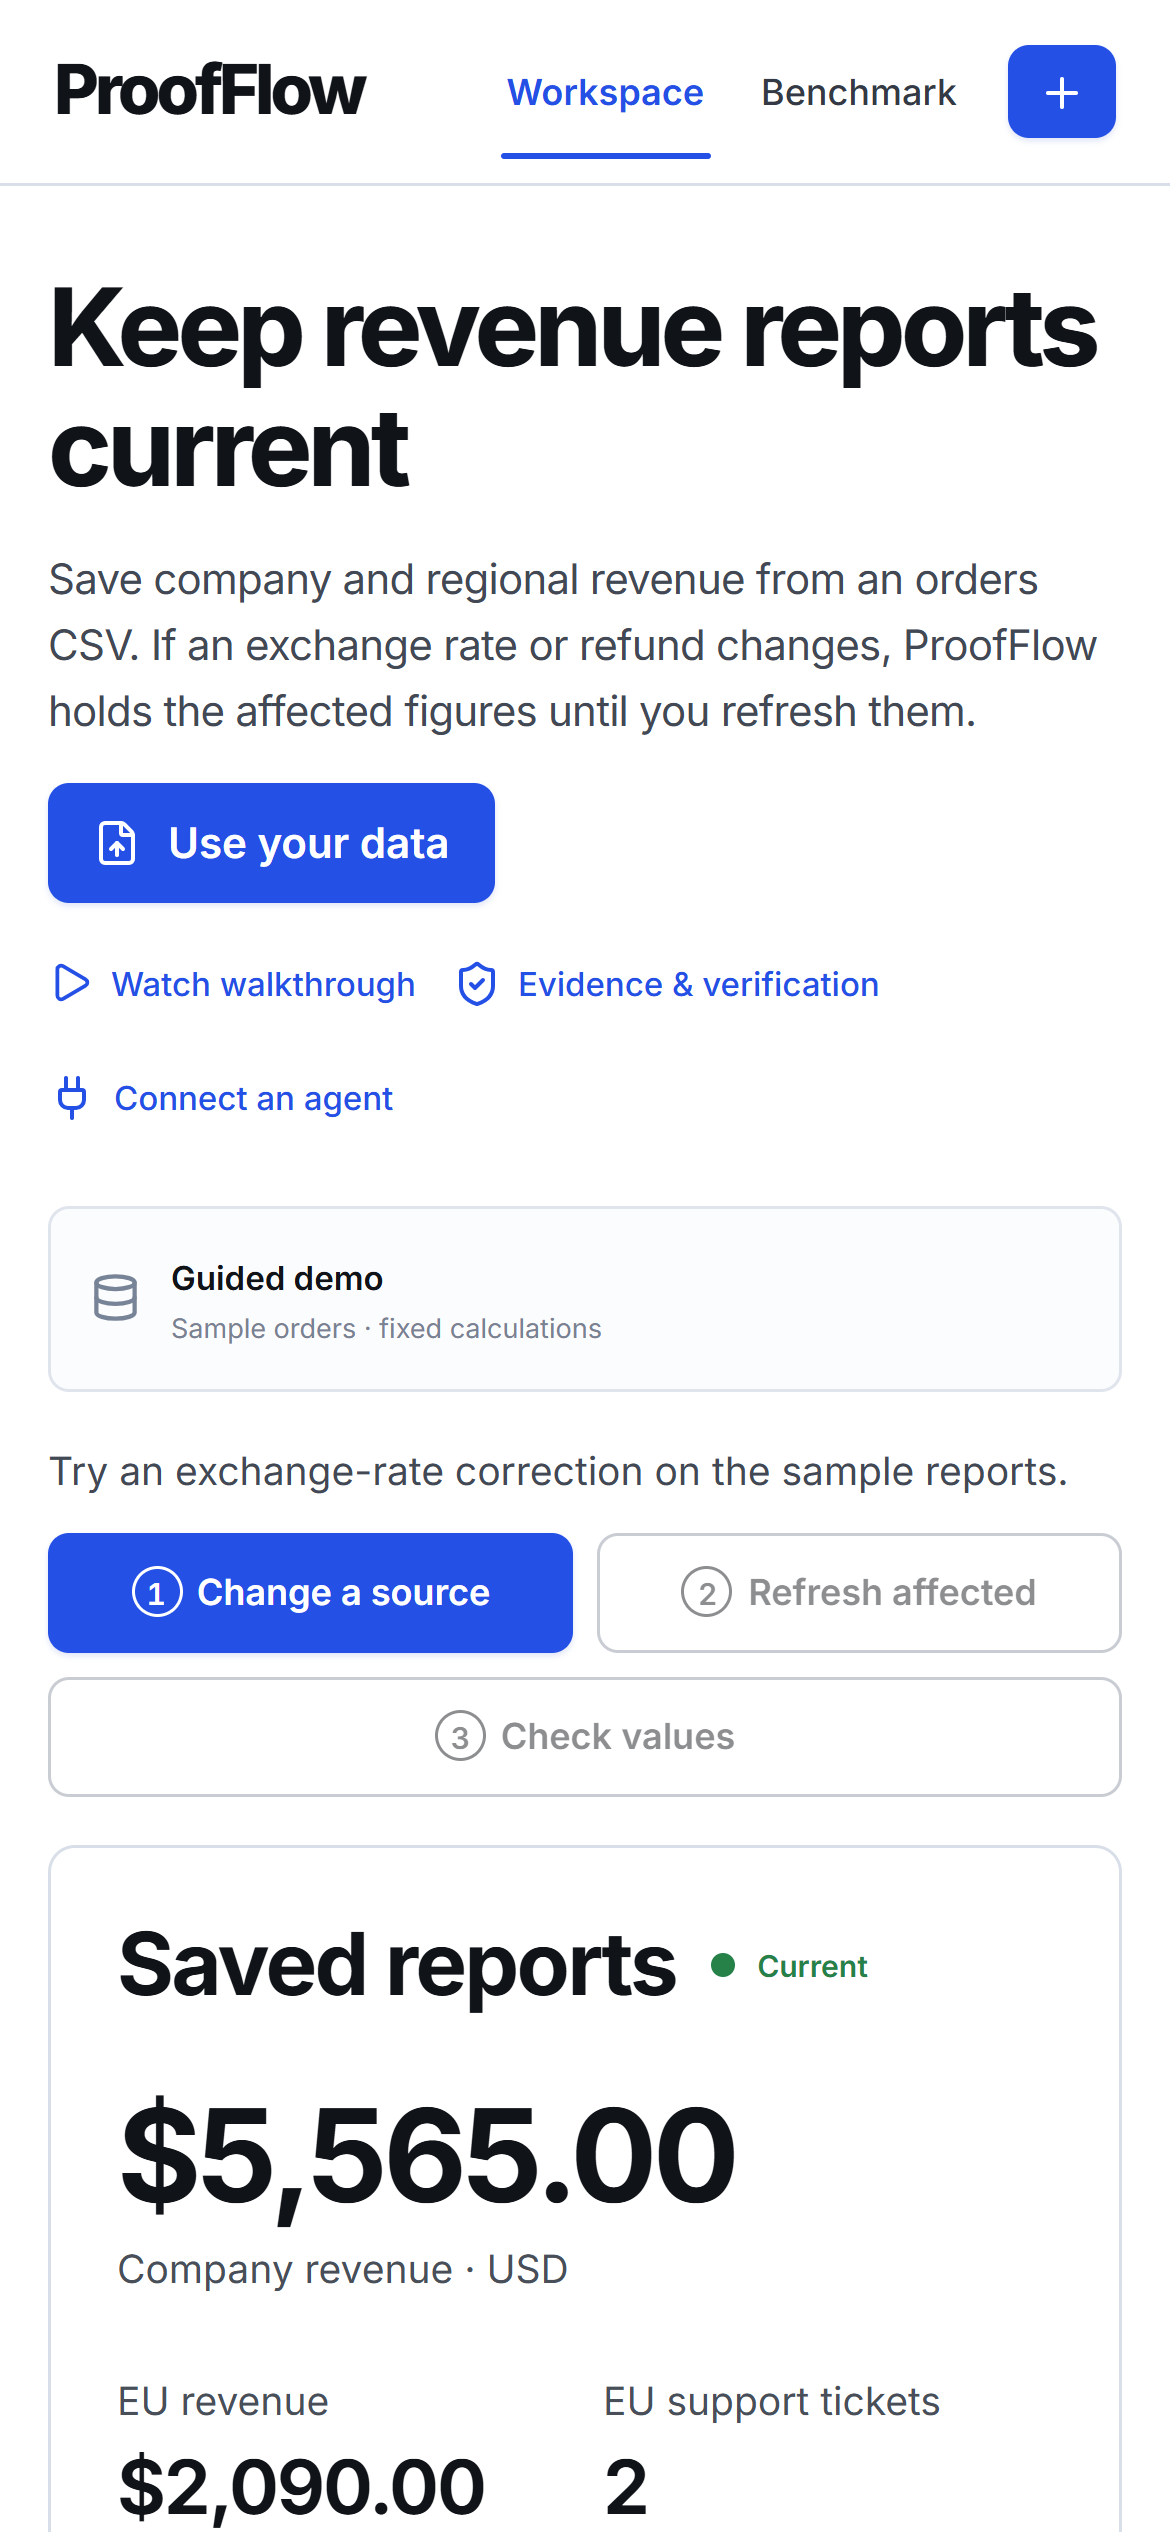 ProofFlow
Workspace
Benchmark
Keep revenue reports
current
Save company and regional revenue from an orders
CSV. If an exchange rate or refund changes, ProofFlow
holds the affected figures until you refresh them.
Use your data
Watch walkthrough
Evidence & verification
Connect an agent
Guided demo
Sample orders · fixed calculations
Try an exchange-rate correction on the sample reports.
1 Change a source
2 Refresh affected
3 Check values
Saved reports
Current
$5,565.00
Company revenue · USD
EU revenue
EU support tickets
$2,090.00
2